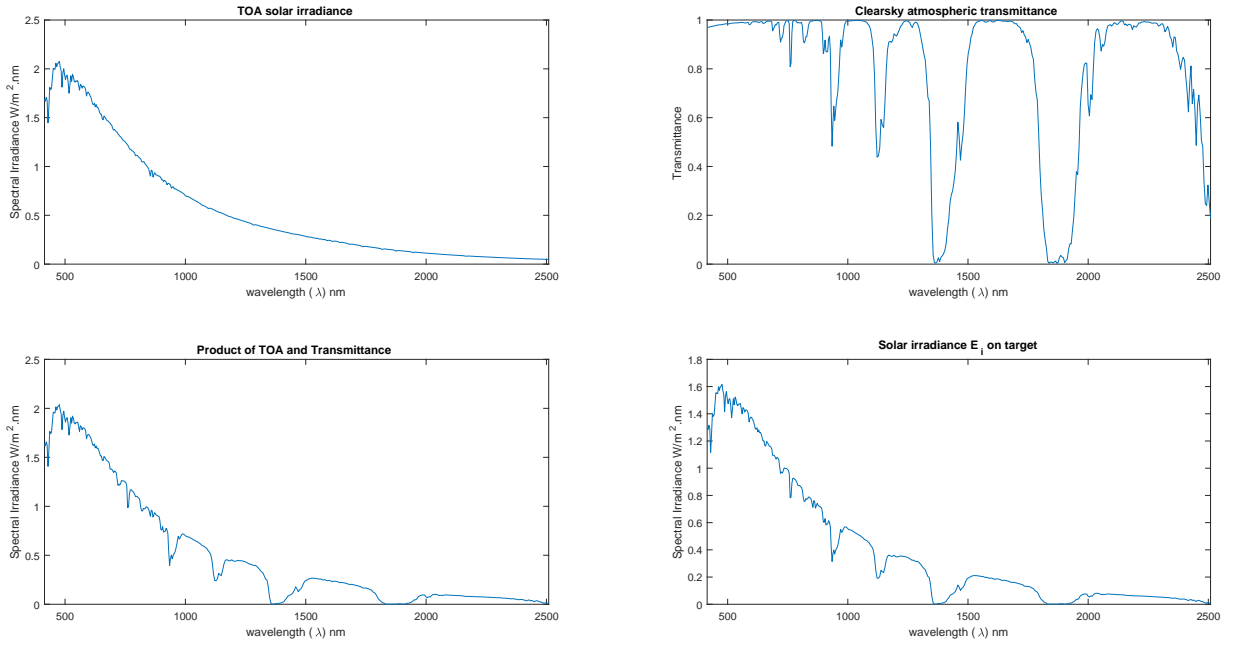 TOA solar irradiance
2.5
2
1.5
1
0.5
0
Spectral Irradiance W/m 2.nm
500 1000 1500 2000 2500
wavelength ( λ) nm
Clearsky atmospheric transmittance
1
0.8
0.6
0.4
0.2
0
Transmittance
500 1000 1500 2000 2500
wavelength ( λ) nm
Product of TOA and Transmittance
2.5
2
1.5
1
0.5
0
Spectral Irradiance W/m 2.nm
500 1000 1500 2000 2500
wavelength ( λ) nm
Solar irradiance E i on target
1.8
1.6
1.4
1.2
1
0.8
0.6
0.4
0.2
0
Spectral Irradiance W/m 2.nm
500 1000 1500 2000 2500
wavelength ( λ) nm